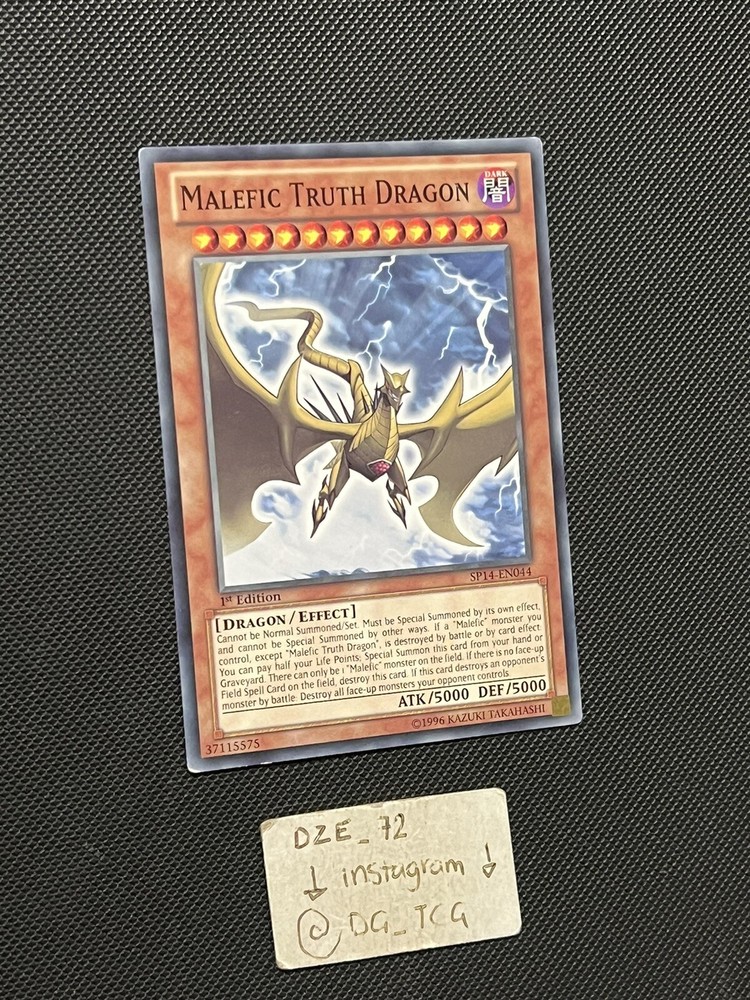 MALEFIC TRUTH DRAGON
DARK
闇
SP14-EN044
1st Edition
[DRAGON/EFFECT]
Cannot be Normal Summoned/Set. Must be Special Summoned by its own effect,
and cannot be Special Summoned by other ways. If a "Malefic" monster you
control, except "Malefic Truth Dragon", is destroyed by battle or by card effect:
You can pay half your Life Points; Special Summon this card from your hand or
Graveyard. There can only be 1 "Malefic" monster on the field. If there is no face-up
Field Spell Card on the field, destroy this card. If this card destroys an opponent's
monster by battle: Destroy all face-up monsters your opponent controls.
ATK/5000 DEF/5000
37115575
©1996 KAZUKI TAKAHASHI
DZE_72
↓ instagram ↓
@DG_TCG